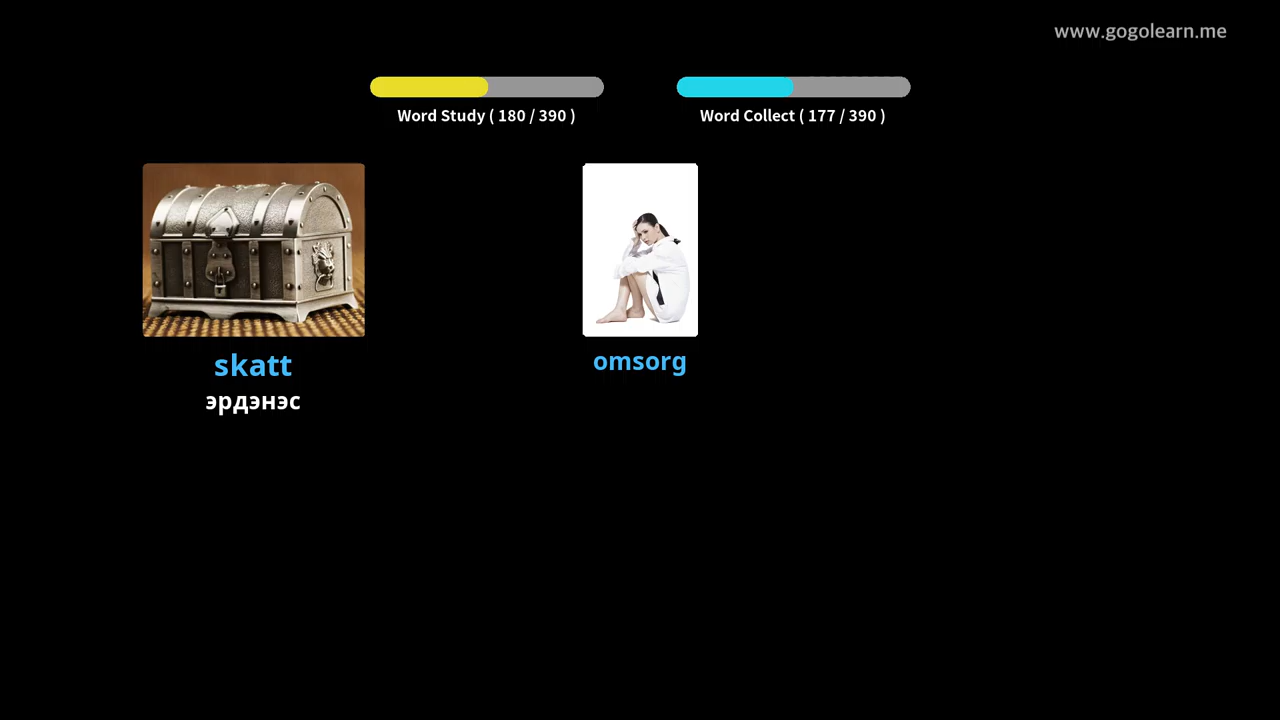 www.gogolearn.me
Word Study ( 180 / 390 )
Word Collect ( 177 / 390 )
skatt
эрдэнэс
omsorg